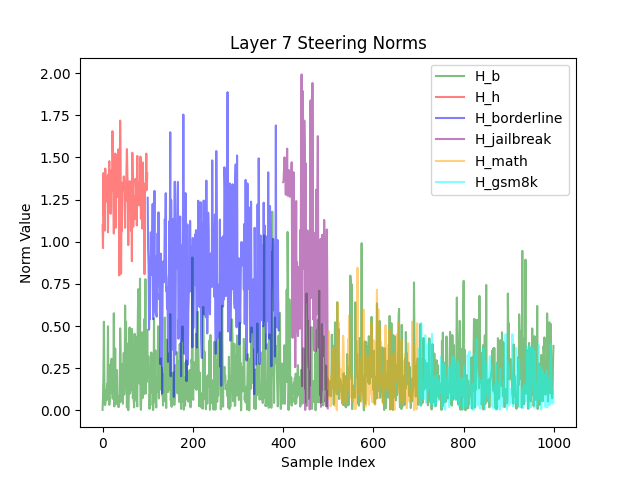 Layer 7 Steering Norms
Norm Value
2.00
1.75
1.50
1.25
1.00
0.75
0.50
0.25
0.00
H_b
H_h
H_borderline
H_jailbreak
H_math
H_gsm8k
0 200 400 600 800 1000
Sample Index